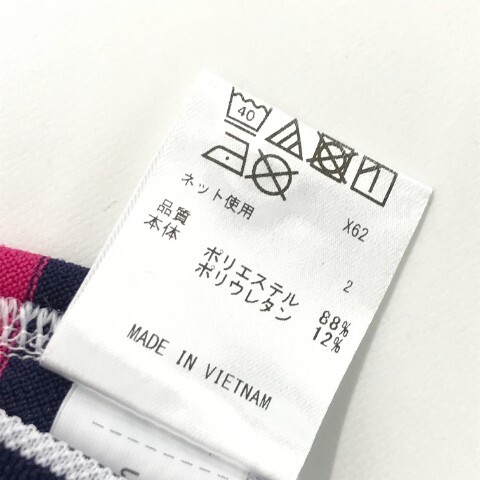 40
ネット使用 X62
品質
本体 2
ポリエステル 88%
ポリウレタン 12%
MADE IN VIETNAM